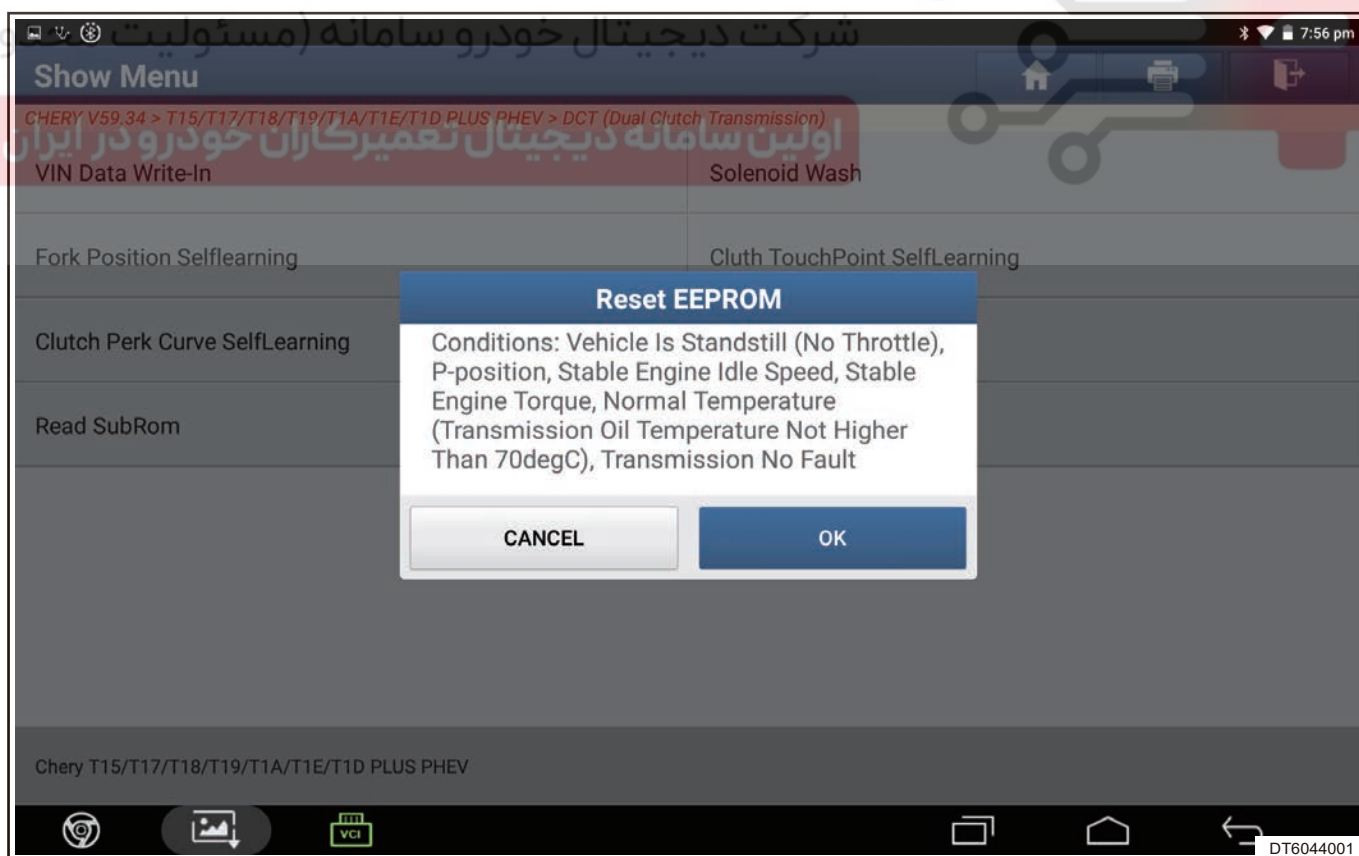 شرکت دیجیتال خودرو سامانه (مسئولیت
7:56 pm
Show Menu
CHERY V59.34 > T15/T17/T18/T19/T1A/T1E/T1D PLUS PHEV > DCT (Dual Clutch Transmission)
اولین سامانه دیجیتال تعمیرکاران خودرو در ایران
VIN Data Write-In
Solenoid Wash
Fork Position Selflearning
Cluth TouchPoint SelfLearning
Clutch Perk Curve SelfLearning
Read SubRom
Reset EEPROM
Conditions: Vehicle Is Standstill (No Throttle),
P-position, Stable Engine Idle Speed, Stable
Engine Torque, Normal Temperature
(Transmission Oil Temperature Not Higher
Than 70degC), Transmission No Fault
CANCEL
OK
Chery T15/T17/T18/T19/T1A/T1E/T1D PLUS PHEV
VCI
DT6044001